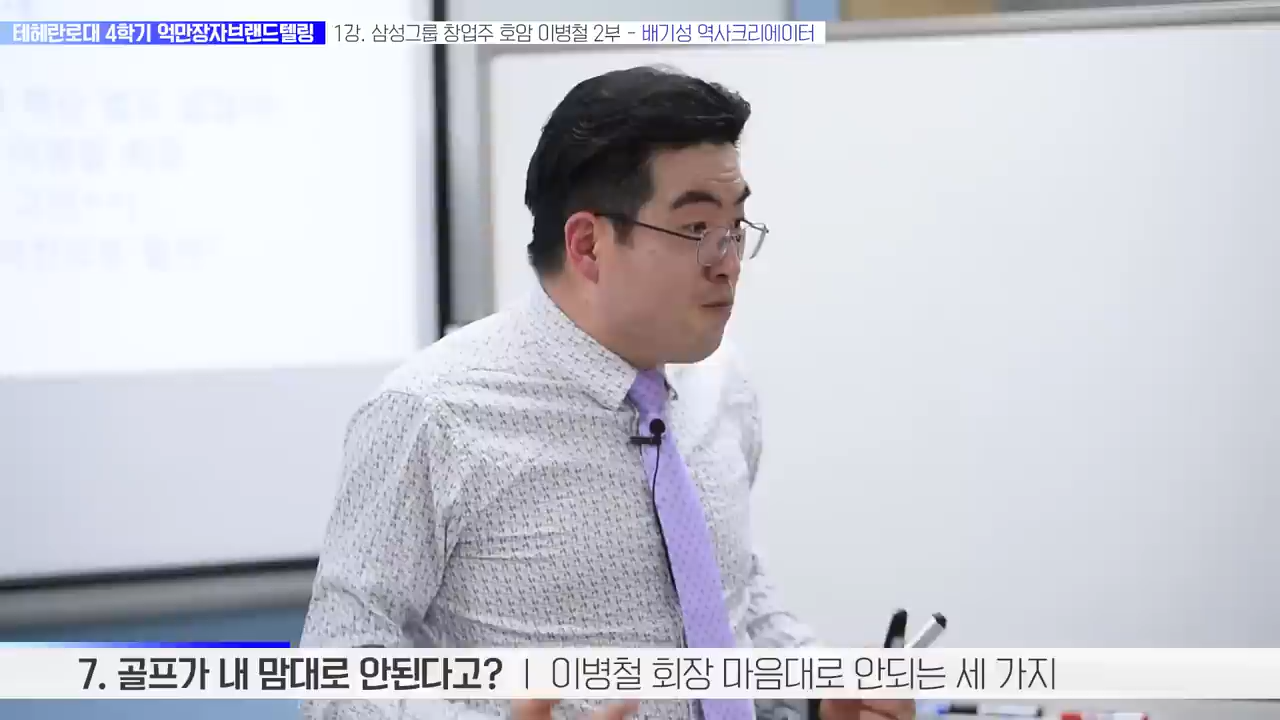 테헤란로대 4학기 억만장자브랜드텔링 1강. 삼성그룹 창업주 호암 이병철 2부 - 배기성 역사크리에이터
7. 골프가 내 맘대로 안된다고? | 이병철 회장 마음대로 안되는 세 가지